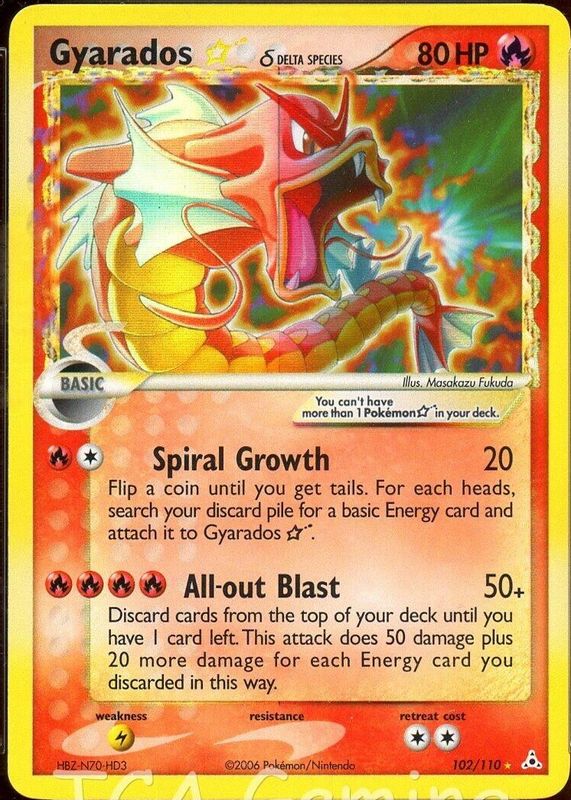 Gyarados ☆ δ DELTA SPECIES 80 HP
BASIC
Illus. Masakazu Fukuda
You can't have
more than 1 Pokémon ☆ in your deck.
Spiral Growth 20
Flip a coin until you get tails. For each heads,
search your discard pile for a basic Energy card and
attach it to Gyarados ☆.
All-out Blast 50+
Discard cards from the top of your deck until you
have 1 card left. This attack does 50 damage plus
20 more damage for each Energy card you
discarded in this way.
weakness resistance retreat cost
HBZ-N70-HD3 ©2006 Pokémon/Nintendo 102/110 ★
TCA Gaming